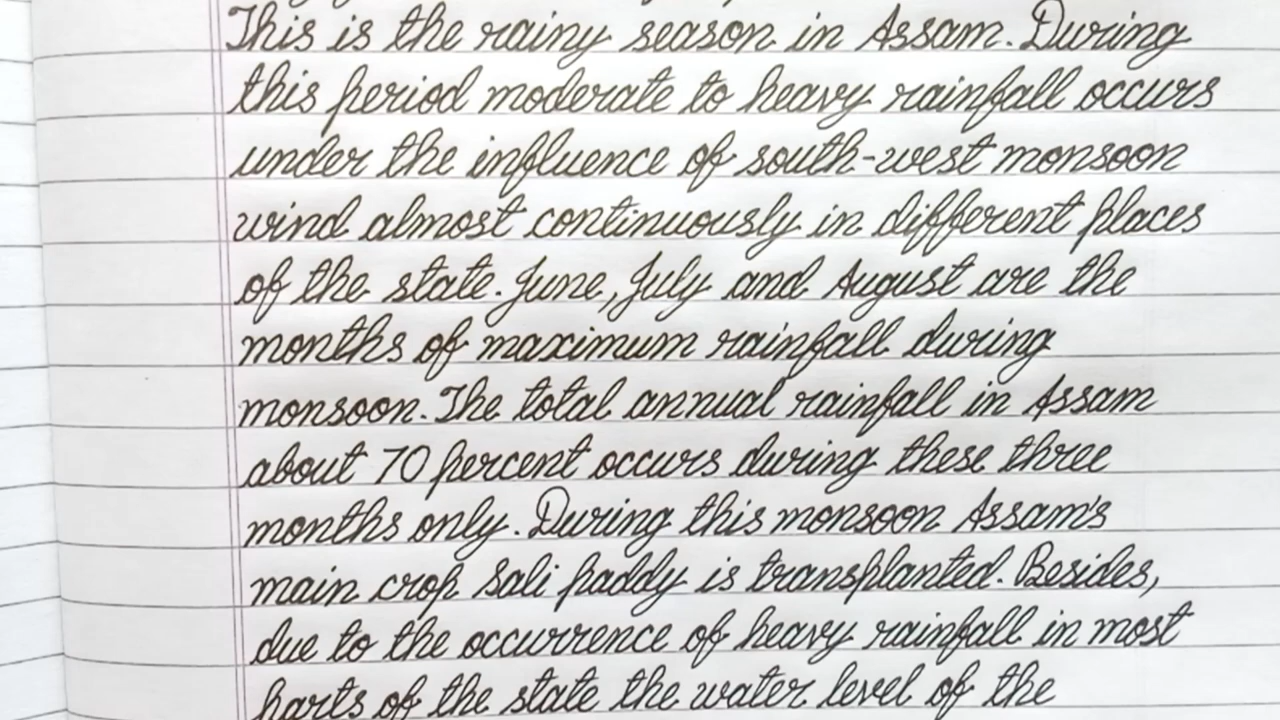 This is the rainy season in Assam. During
this period moderate to heavy rainfall occurs
under the influence of south-west monsoon
wind almost continuously in different places
of the state. June, July and August are the
months of maximum rainfall during
monsoon. The total annual rainfall in Assam
about 70 percent occurs during these three
months only. During this monsoon Assam's
main crop Sali paddy is transplanted. Besides,
due to the occurrence of heavy rainfall in most
parts of the state the water level of the